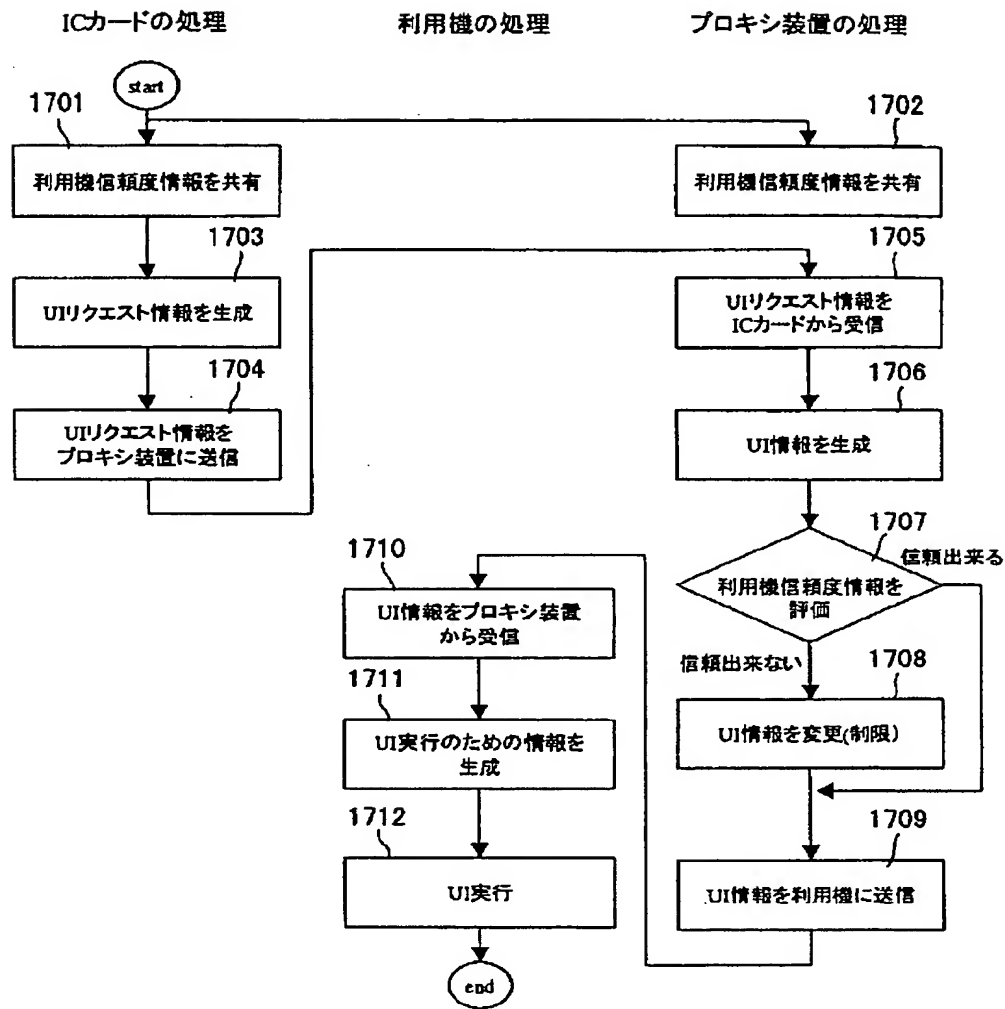 ICカードの処理
利用機の処理
プロキシ装置の処理
start
1701
1702
利用機信頼度情報を共有
利用機信頼度情報を共有
1703
1705
UIリクエスト情報を生成
UIリクエスト情報を
ICカードから受信
1704
1706
UIリクエスト情報を
プロキシ装置に送信
UI情報を生成
1707
信頼出来る
1710
利用機信頼度情報を
評価
UI情報をプロキシ装置
から受信
信頼出来ない
1708
1711
UI情報を変更(制限)
UI実行のための情報を
生成
1712
1709
UI実行
UI情報を利用機に送信
end